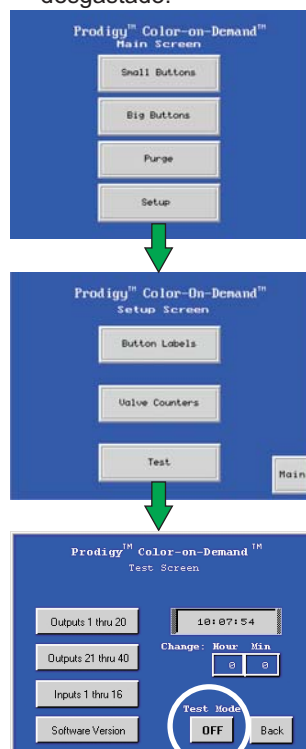 desgastado.
Prodigy™ Color-on-Demand™
Main Screen
Small Buttons
Big Buttons
Purge
Setup
Prodigy™ Color-On-Demand™
Setup Screen
Button Labels
Valve Counters
Test
Main
Prodigy™ Color-on-Demand™
Test Screen
Outputs 1 thru 20
10:07:54
Change: Hour Min
Outputs 21 thru 40
0 0
Inputs 1 thru 16
Test Mode
Software Version
OFF
Back